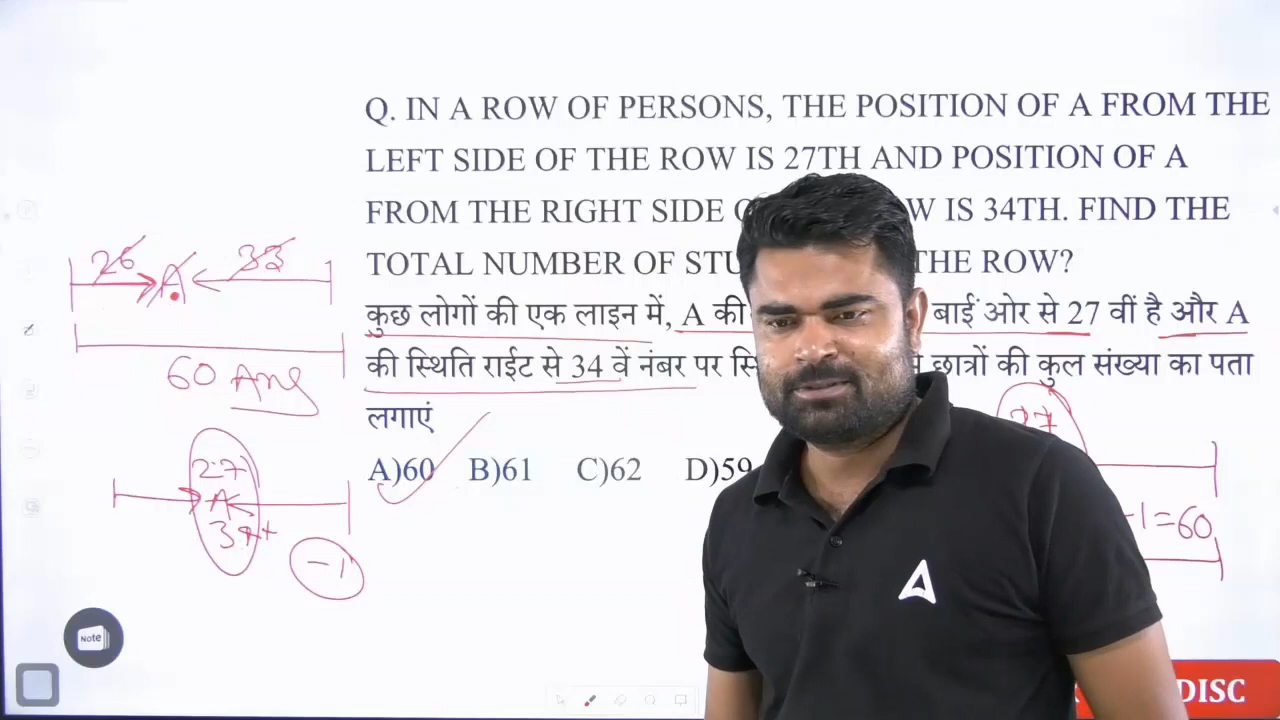 Q. IN A ROW OF PERSONS, THE POSITION OF A FROM THE
LEFT SIDE OF THE ROW IS 27TH AND POSITION OF A
FROM THE RIGHT SIDE W IS 34TH. FIND THE
TOTAL NUMBER OF STU THE ROW?
कुछ लोगों की एक लाइन में, A की बाईं ओर से 27 वीं है और A
की स्थिति राईट से 34 वें नंबर पर छात्रों की कुल संख्या का पता
लगाएं
A)60 B)61 C)62 D)59
26 A 33
60 Ans
27
A
34
-1
27
-1=60
Note
DISC